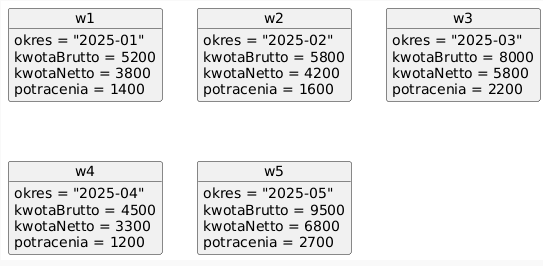 w1
okres = "2025-01"
kwotaBrutto = 5200
kwotaNetto = 3800
potracenia = 1400
w2
okres = "2025-02"
kwotaBrutto = 5800
kwotaNetto = 4200
potracenia = 1600
w3
okres = "2025-03"
kwotaBrutto = 8000
kwotaNetto = 5800
potracenia = 2200
w4
okres = "2025-04"
kwotaBrutto = 4500
kwotaNetto = 3300
potracenia = 1200
w5
okres = "2025-05"
kwotaBrutto = 9500
kwotaNetto = 6800
potracenia = 2700